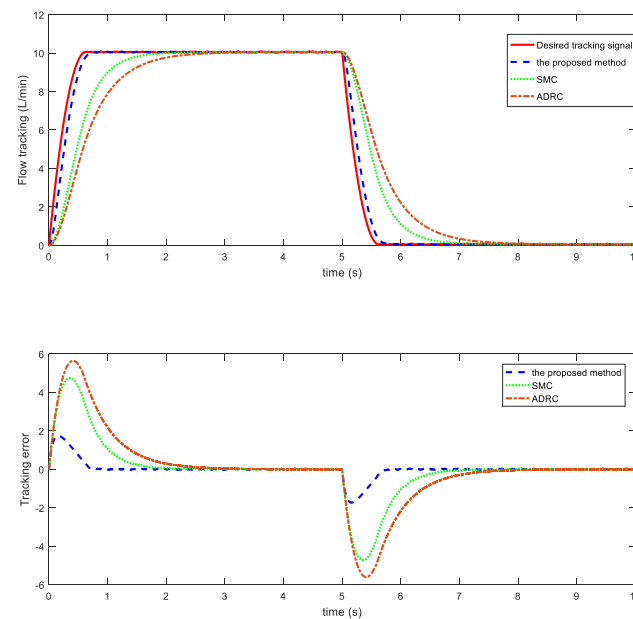 12
10
8
6
4
2
0
Flow tracking (L/min)
Desired tracking signal
the proposed method
SMC
ADRC
0 1 2 3 4 5 6 7 8 9 10
time (s)
6
4
2
0
-2
-4
-6
Tracking error
the proposed method
SMC
ADRC
0 1 2 3 4 5 6 7 8 9
time (s)